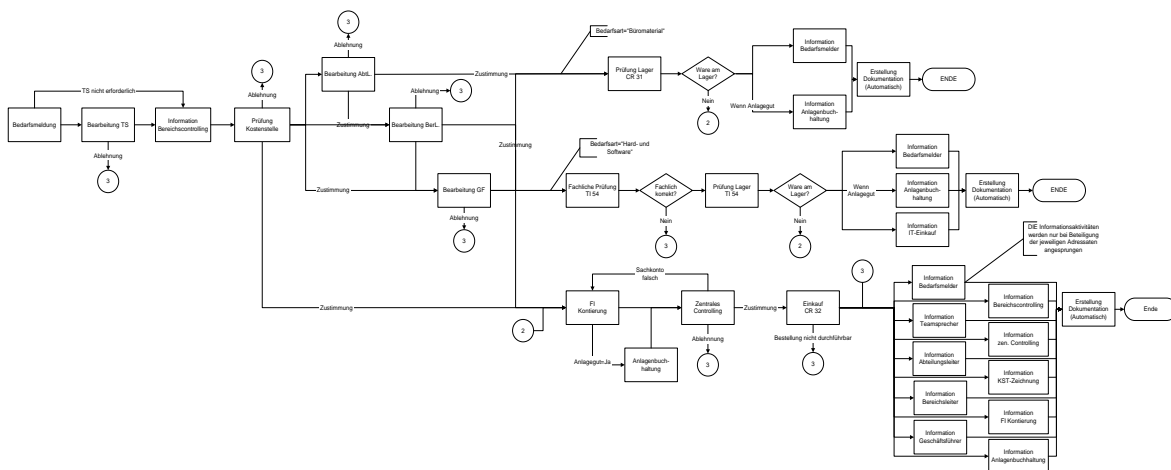 3
Ablehnung
Bearbeitung AbtL.
Zustimmung
Bedarfsart="Büromaterial"
Prüfung Lager
CR 31
Ware am
Lager?
Nein
2
Wenn Anlagegut
Information
Bedarfsmelder
Information
Anlagenbuch-
haltung
Erstellung
Dokumentation
(Automatisch)
ENDE
3
Ablehnung
TS nicht erforderlich
Bedarfsmeldung
Bearbeitung TS
Ablehnung
3
Information
Bereichscontrolling
Prüfung
Kostenstelle
Zustimmung
Ablehnung
3
Bearbeitung BerL.
Zustimmung
Zustimmung
Bearbeitung GF
Ablehnung
3
Bedarfsart="Hard- und
Software"
Fachliche Prüfung
TI 54
Fachlich
korrekt?
Nein
3
Prüfung Lager
TI 54
Ware am
Lager?
Nein
2
Wenn
Anlagegut
Information
Bedarfsmelder
Information
Anlagenbuch-
haltung
Information
IT-Einkauf
Erstellung
Dokumentation
(Automatisch)
ENDE
DIE Informationsaktivitäten
werden nur bei Beteiligung
der jeweiligen Adressaten
angesprungen
Zustimmung
2
Sachkonto
falsch
FI
Kontierung
Anlagegut=Ja
Anlagenbuc-
haltung
Zentrales
Controlling
Ablehnnung
3
Zustimmung
Einkauf
CR 32
Bestellung nicht durchführbar
3
3
Information
Bedarfsmelder
Information
Bereichscontrolling
Information
Teamsprecher
Information
zen. Controlling
Information
Abteilungsleiter
Information
KST-Zeichnung
Information
Bereichsleiter
Information
FI Kontierung
Information
Geschäftsführer
Information
Anlagenbuchhaltung
Erstellung
Dokumentation
(Automatisch)
Ende